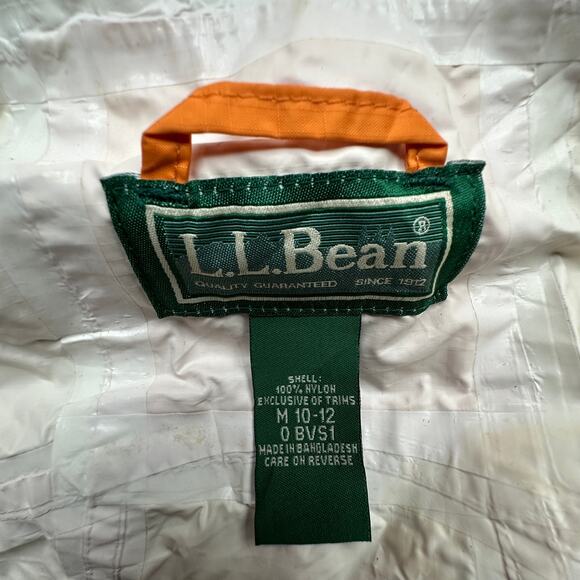 L.L.Bean®
QUALITY GUARANTEED SINCE 1912
SHELL:
100% NYLON
EXCLUSIVE OF TRIMS
M 10-12
0 BVS1
MADE IN BANGLADESH
CARE ON REVERSE